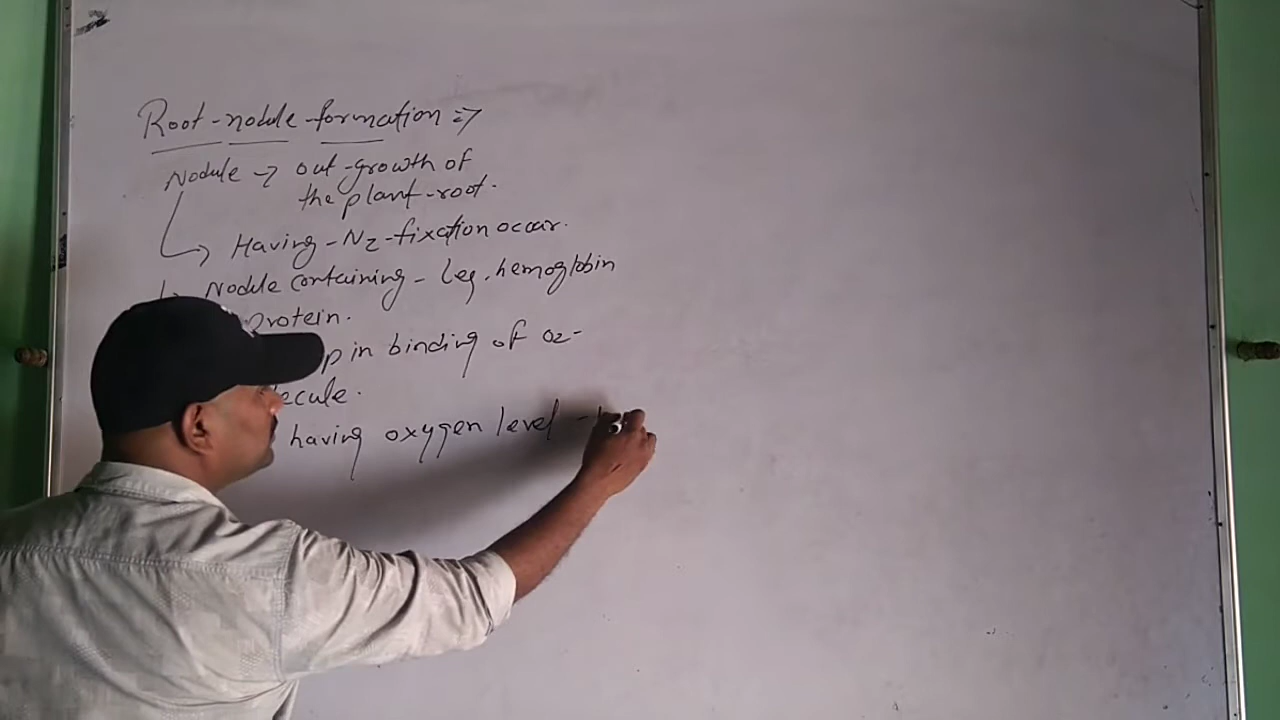 Root-nodule-formation =>
Nodule → out-growth of
the plant-root.
→ Having-N2-fixation occur.
Nodule containing- Leg.hemoglobin
protein.
in binding of O2-
having oxygen level -